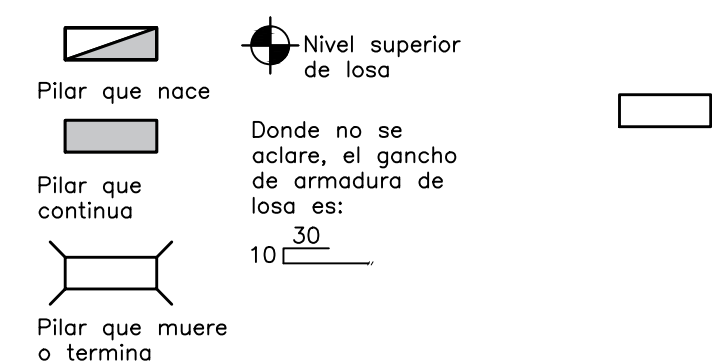 Pilar que nace
Pilar que
continua
Pilar que muere
o termina
Nivel superior
de losa
Donde no se
aclare, el gancho
de armadura de
losa es:
30
10